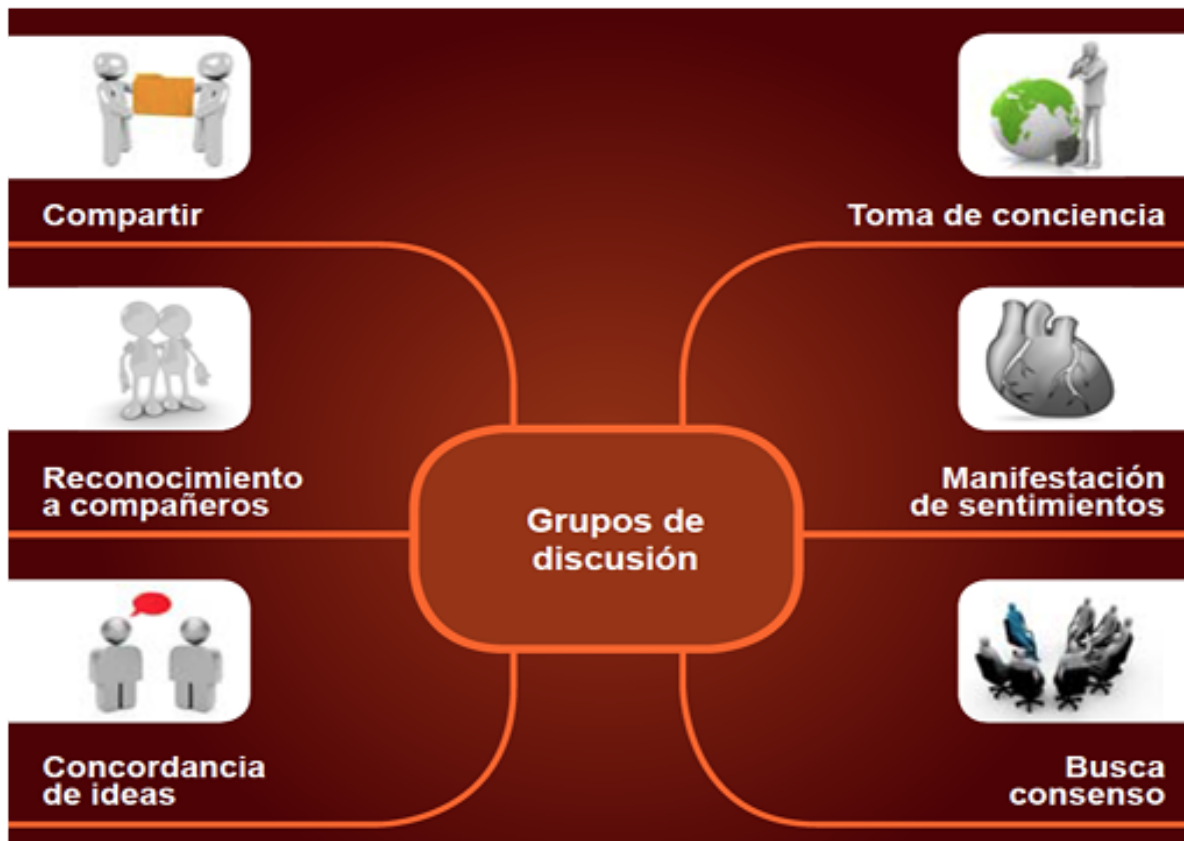 Compartir
Toma de conciencia
Reconocimiento
a compañeros
Manifestación
de sentimientos
Grupos de
discusión
Concordancia
de ideas
Busca
consenso